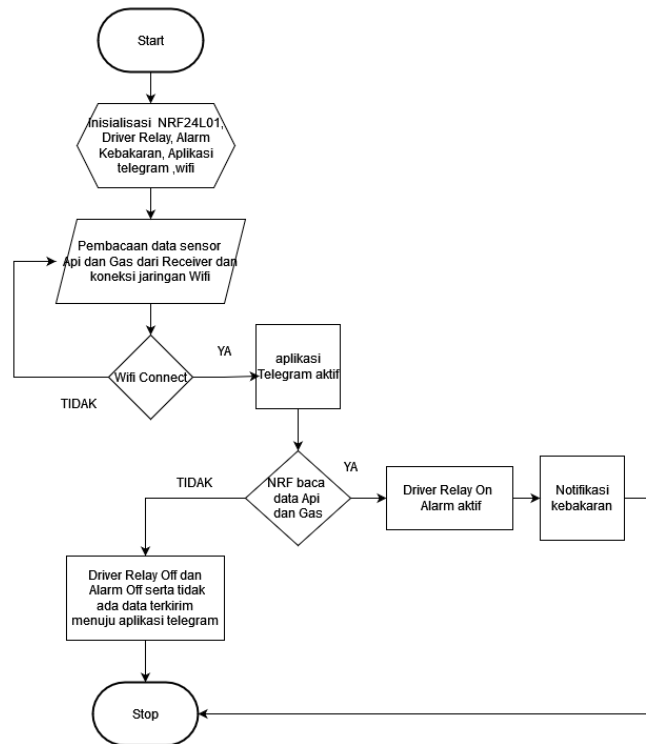 Start
Inisialisasi NRF24L01,
Driver Relay, Alarm
Kebakaran, Aplikasi
telegram ,wifi
Pembacaan data sensor
Api dan Gas dari Receiver dan
koneksi jaringan Wifi
Wifi Connect
YA
TIDAK
aplikasi
Telegram aktif
NRF baca
data Api
dan Gas
TIDAK
YA
Driver Relay On
Alarm aktif
Notifikasi
kebakaran
Driver Relay Off dan
Alarm Off serta tidak
ada data terkirim
menuju aplikasi telegram
Stop